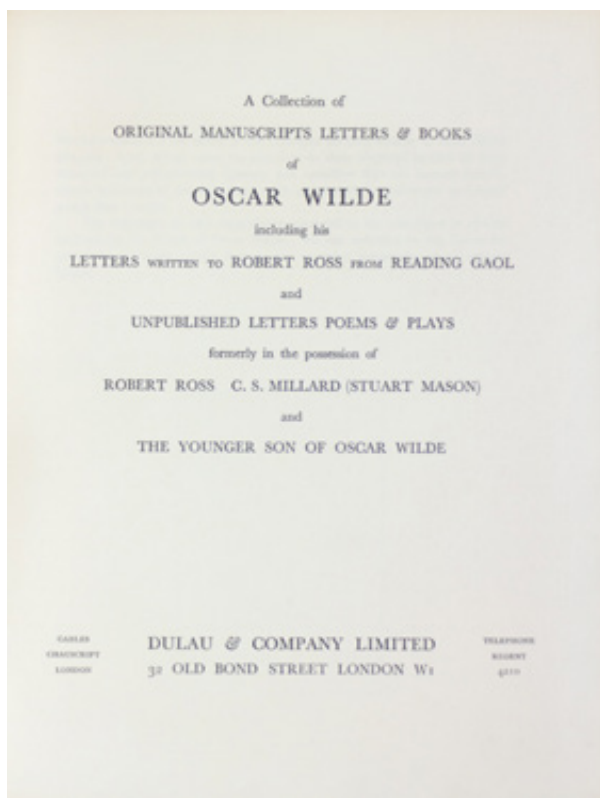 A Collection of
ORIGINAL MANUSCRIPTS LETTERS & BOOKS
of
OSCAR WILDE
including his
LETTERS WRITTEN TO ROBERT ROSS FROM READING GAOL
and
UNPUBLISHED LETTERS POEMS & PLAYS
formerly in the possession of
ROBERT ROSS C. S. MILLARD (STUART MASON)
and
THE YOUNGER SON OF OSCAR WILDE
DULAU & COMPANY LIMITED
32 OLD BOND STREET LONDON W1
CABLES
LONDON
TELEPHONE
REGENT